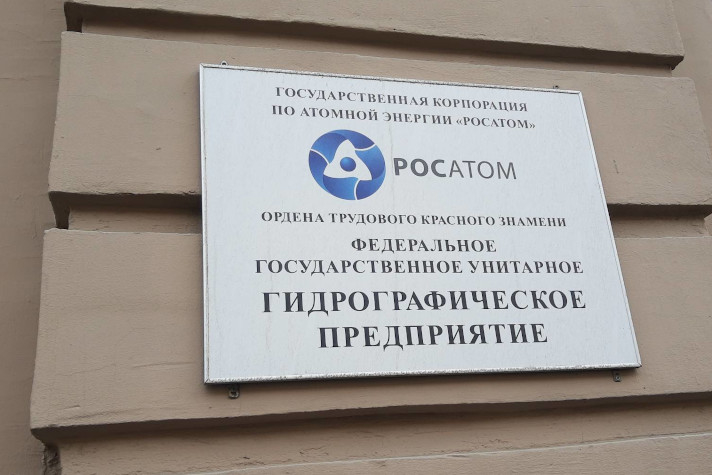 ГОСУДАРСТВЕННАЯ КОРПОРАЦИЯ
ПО АТОМНОЙ ЭНЕРГИИ «РОСАТОМ»
РОСАТОМ
ОРДЕНА ТРУДОВОГО КРАСНОГО ЗНАМЕНИ
ФЕДЕРАЛЬНОЕ
ГОСУДАРСТВЕННОЕ УНИТАРНОЕ
ГИДРОГРАФИЧЕСКОЕ
ПРЕДПРИЯТИЕ